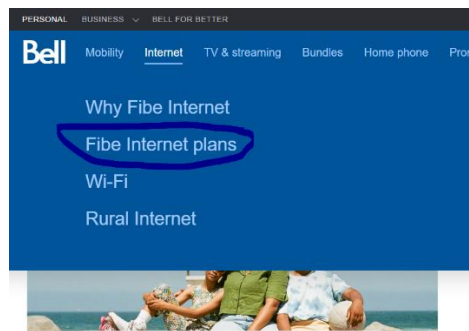 PERSONAL BUSINESS BELL FOR BETTER
Bell Mobility Internet TV & streaming Bundles Home phone
Why Fibe Internet
Fibe Internet plans
Wi-Fi
Rural Internet